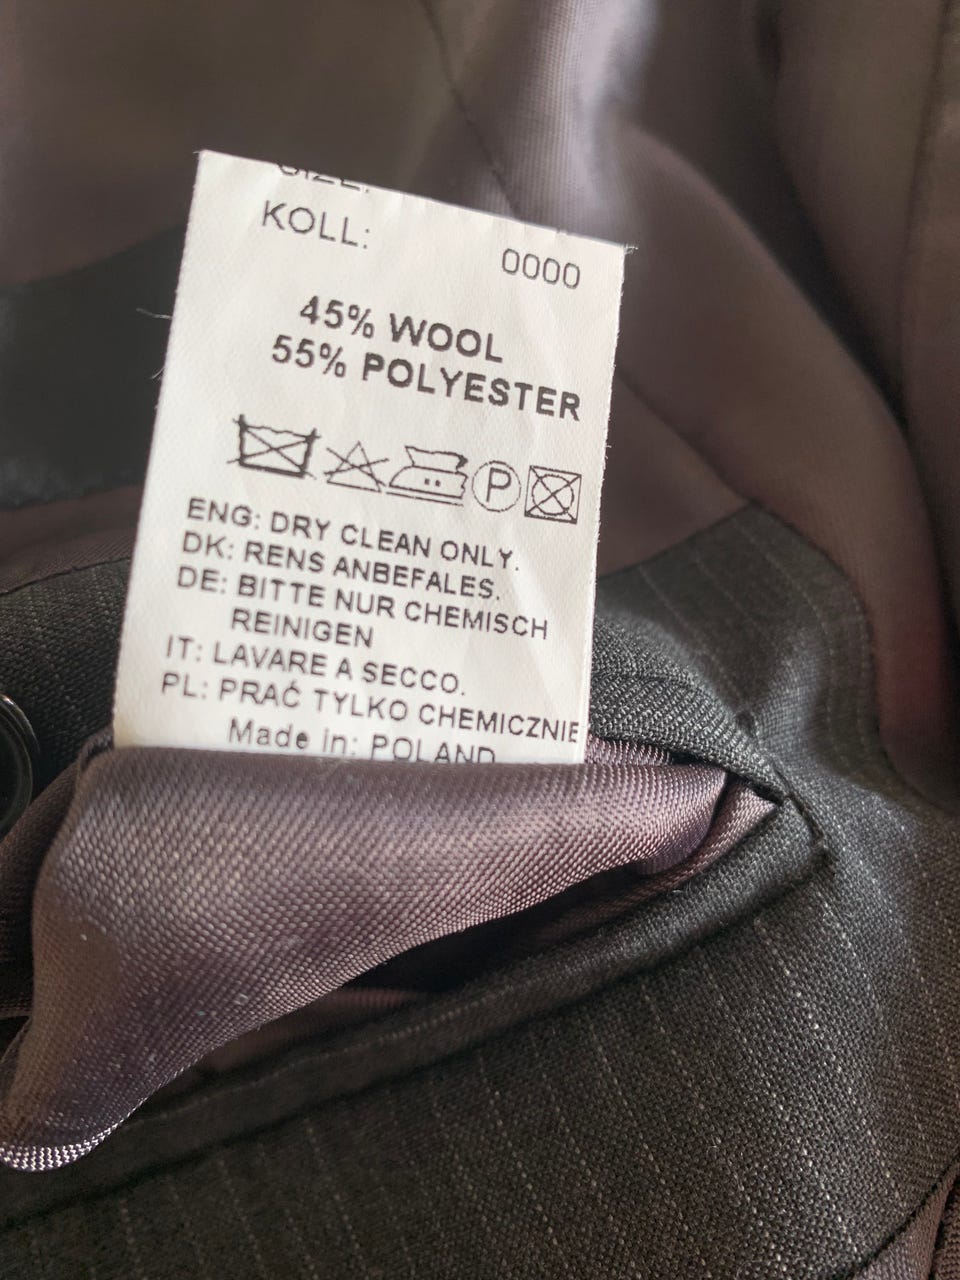 SIZE:
KOLL:
0000
45% WOOL
55% POLYESTER
P
ENG: DRY CLEAN ONLY.
DK: RENS ANBEFALES.
DE: BITTE NUR CHEMISCH
REINIGEN
IT: LAVARE A SECCO.
PL: PRAĆ TYLKO CHEMICZNIE
Made in: POLAND